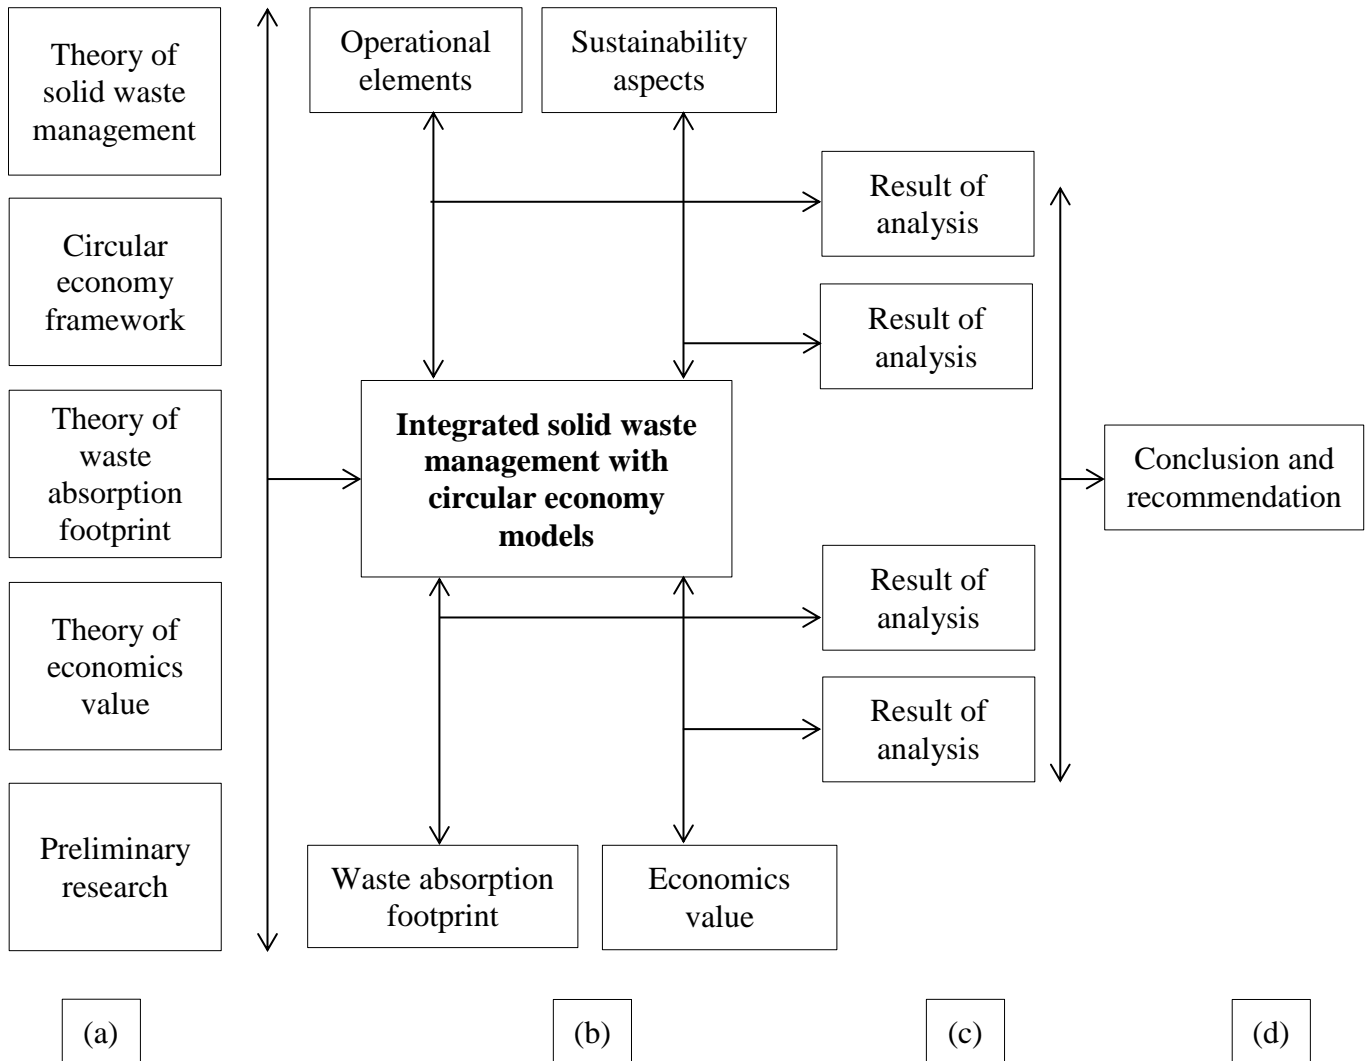 Theory of
solid waste
management
Circular
economy
framework
Theory of
waste
absorption
footprint
Theory of
economics
value
Preliminary
research
Operational
elements
Sustainability
aspects
Integrated solid waste
management with
circular economy
models
Waste absorption
footprint
Economics
value
Result of
analysis
Result of
analysis
Result of
analysis
Result of
analysis
Conclusion and
recommendation
(a)
(b)
(c)
(d)